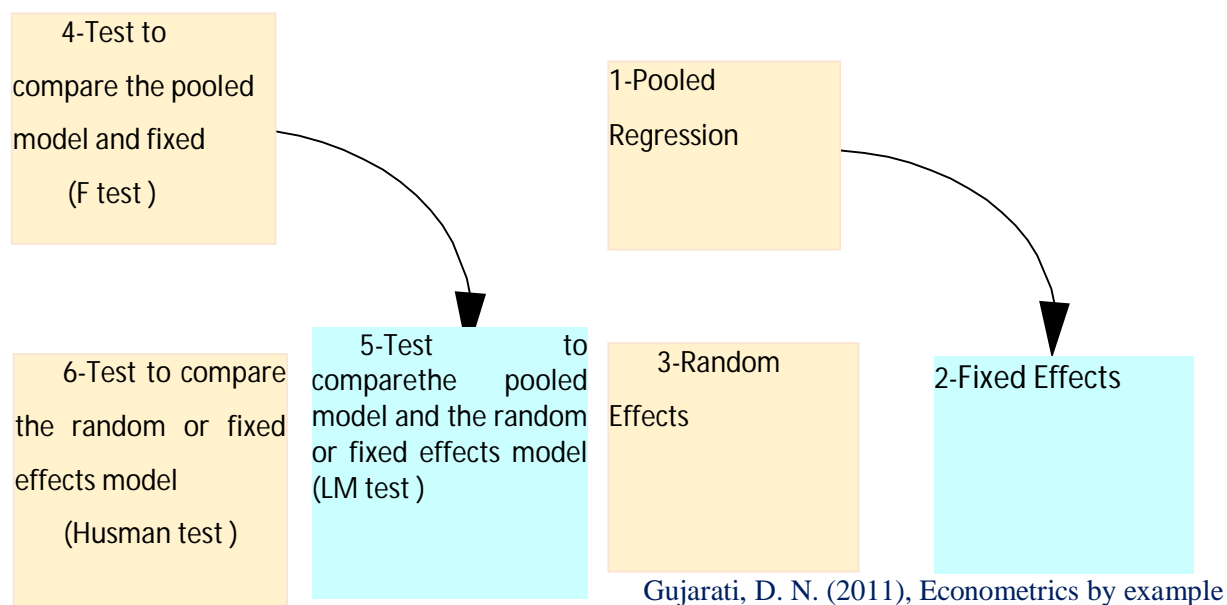 4-Test to
compare the pooled
model and fixed
(F test )
1-Pooled
Regression
6-Test to compare
the random or fixed
effects model
(Husman test )
5-Test to
comparethe pooled
model and the random
or fixed effects model
(LM test )
3-Random
Effects
2-Fixed Effects
Gujarati, D. N. (2011), Econometrics by example